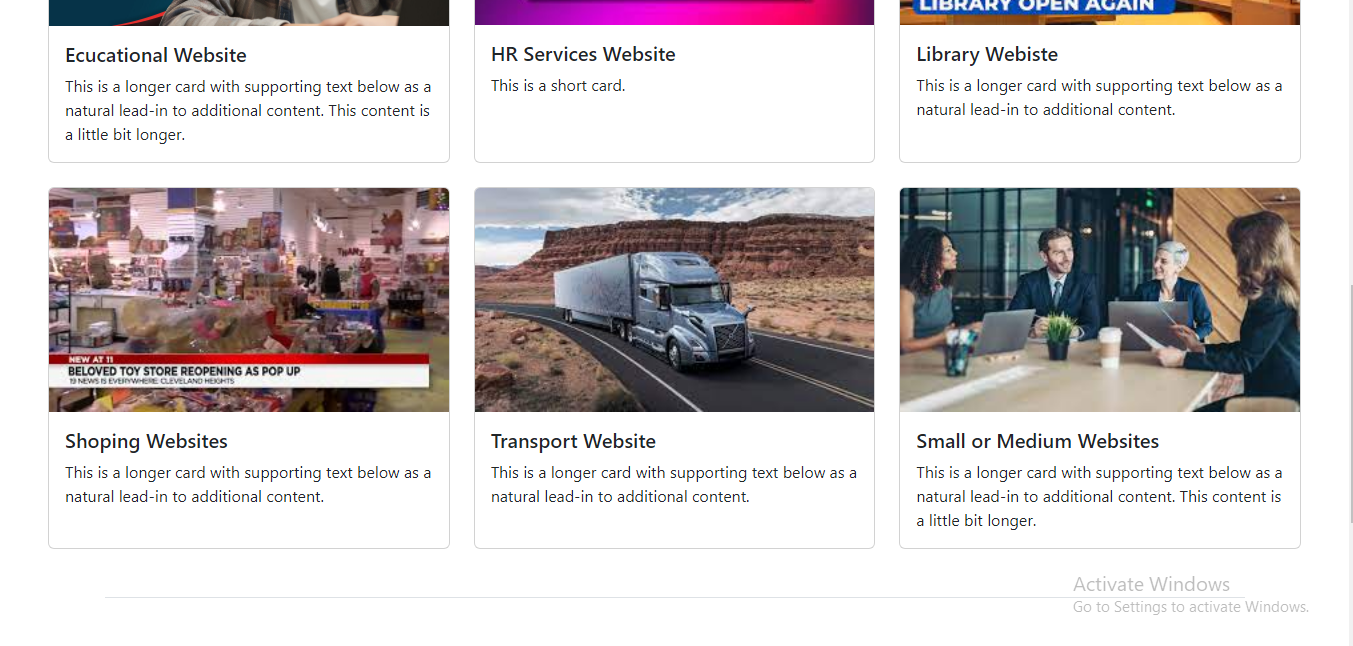 LIBRARY OPEN AGAIN
Ecucational Website
This is a longer card with supporting text below as a
natural lead-in to additional content. This content is
a little bit longer.
HR Services Website
This is a short card.
Library Webiste
This is a longer card with supporting text below as a
natural lead-in to additional content.
THANX
NEW AT 11
BELOVED TOY STORE REOPENING AS POP UP
19 NEWS IS EVERYWHERE: CLEVELAND HEIGHTS
Shoping Websites
This is a longer card with supporting text below as a
natural lead-in to additional content.
Transport Website
This is a longer card with supporting text below as a
natural lead-in to additional content.
Small or Medium Websites
This is a longer card with supporting text below as a
natural lead-in to additional content. This content is
a little bit longer.
Activate Windows
Go to Settings to activate Windows.